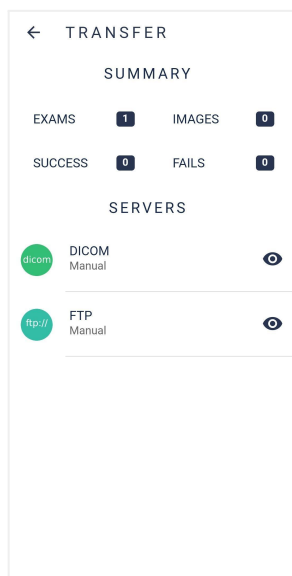 TRANSFER
SUMMARY
EXAMS 1 IMAGES 0
SUCCESS 0 FAILS 0
SERVERS
dicom DICOM
Manual
ftp:// FTP
Manual